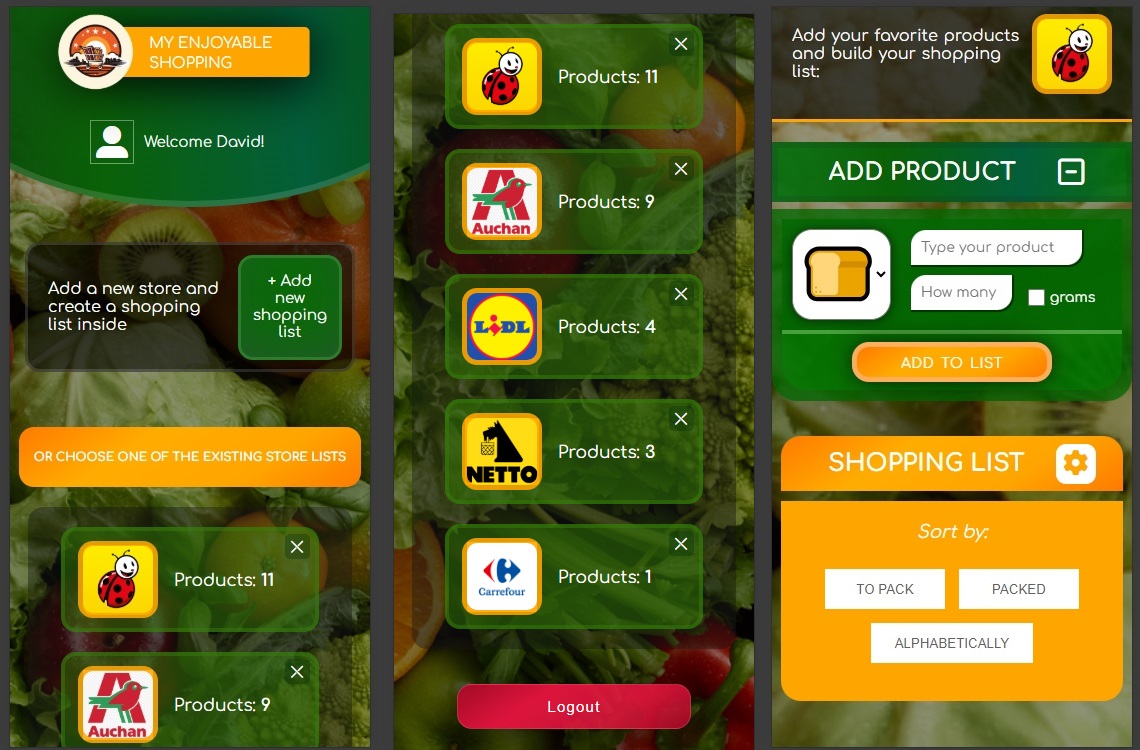 MY ENJOYABLE
SHOPPING
Welcome David!
Add a new store and
create a shopping
list inside
+ Add
new
shopping
list
OR CHOOSE ONE OF THE EXISTING STORE LISTS
Products: 11
Auchan
Products: 9
Products: 11
Auchan
Products: 9
LIDL
Products: 4
NETTO
Products: 3
Carrefour
Products: 1
Logout
Add your favorite products
and build your shopping
list:
ADD PRODUCT
Type your product
How many
grams
ADD TO LIST
SHOPPING LIST
Sort by:
TO PACK
PACKED
ALPHABETICALLY